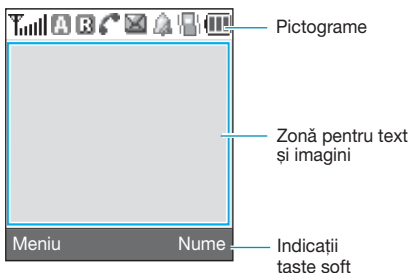 A R
Pictograme
Zonă pentru text
și imagini
Meniu Nume
Indicații
taste soft